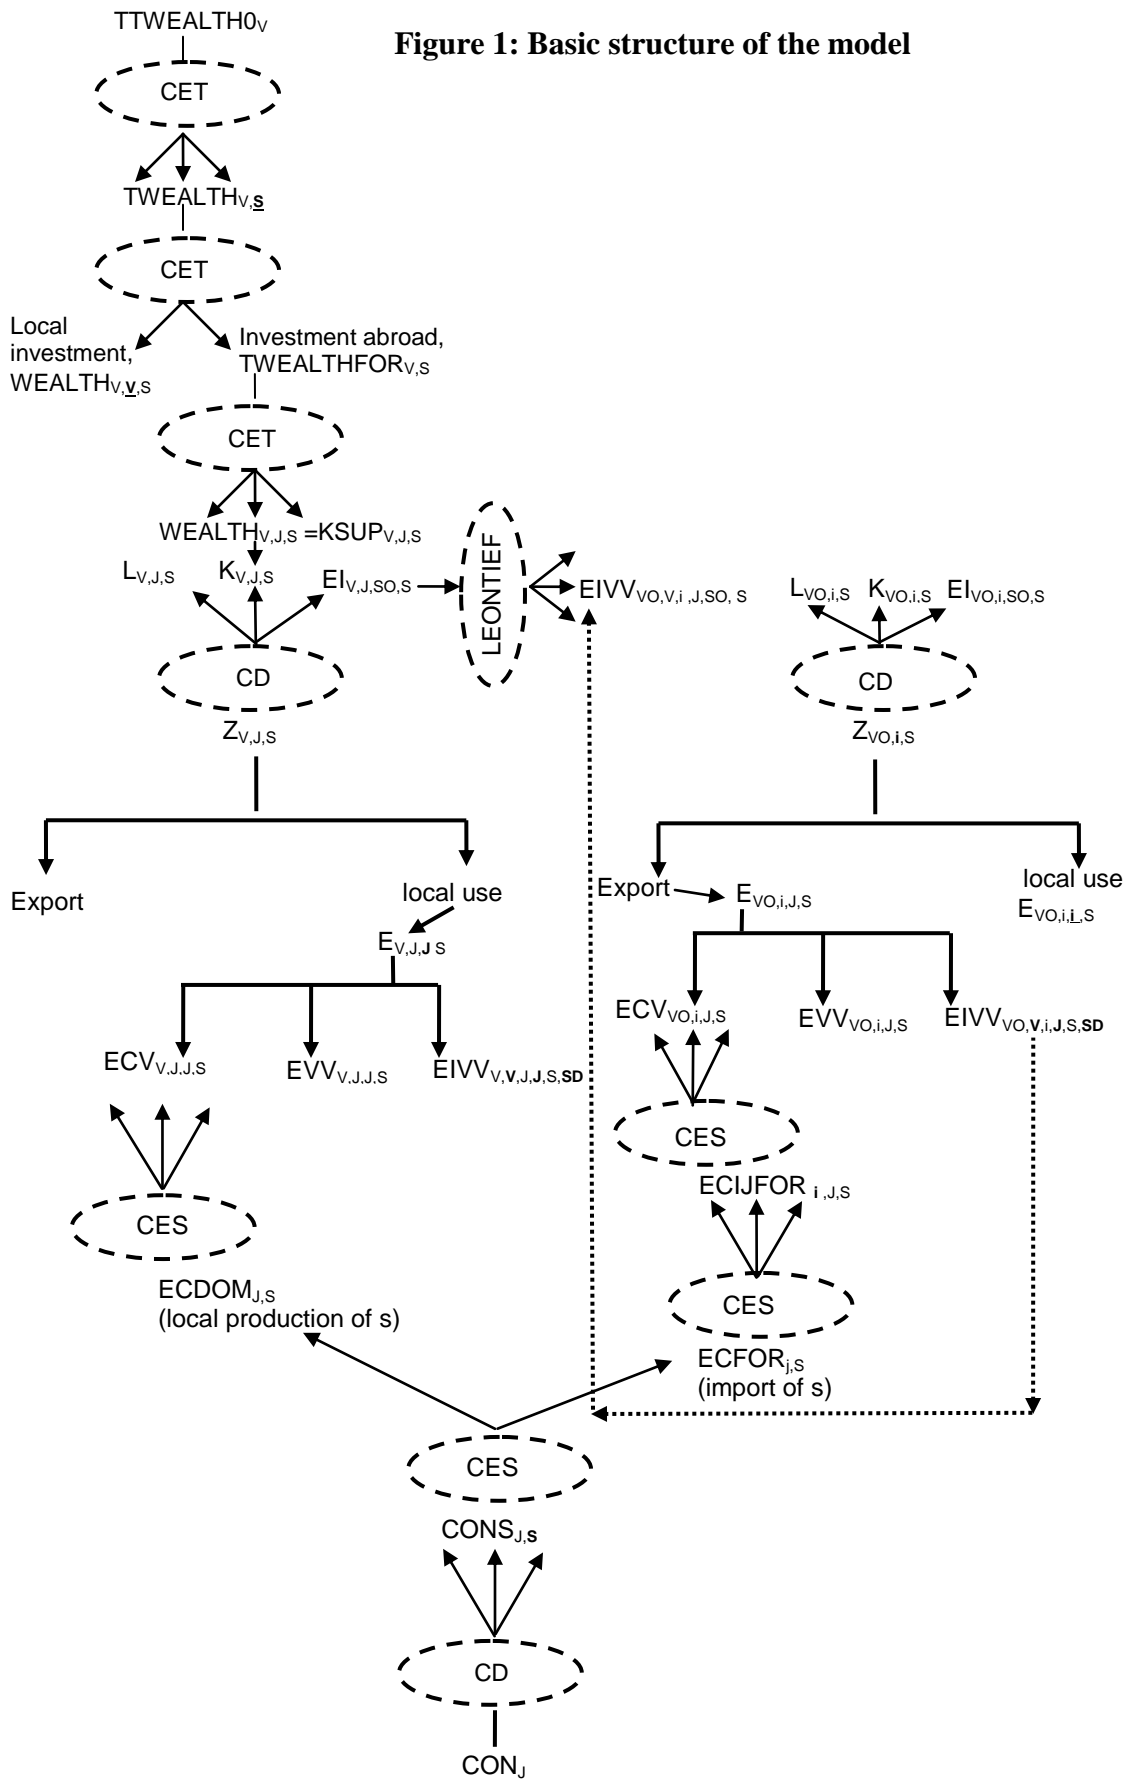 TTWEALTH0V
Figure 1: Basic structure of the model
CET
TWEALTHV,s
CET
Local
investment,
WEALTHV,v,S
Investment abroad,
TWEALTHFORV,S
CET
WEALTHV,J,S =KSUPV,J,S
LV,J,S
KV,J,S
EIV,J,SO,S
LEONTIEF
EIVVVO,V,i ,J,SO, S
LVO,i,S
KVO,i,S
EIVO,i,SO,S
CD
CD
ZV,J,S
ZVO,i,S
Export
local use
Export
EVO,i,J,S
local use
EVO,i,i ,S
EV,J,J S
ECVV,J,J,S
EVVV,J,J,S
EIVVV,V,J,J,S,SD
ECVVO,i,J,S
EVVVO,i,J,S
EIVVVO,V,i,J,S,SD
CES
ECIJFOR i ,J,S
CES
ECDOMJ,S
(local production of s)
CES
ECFORj,S
(import of s)
CES
CONSJ,s
CD
CONJ